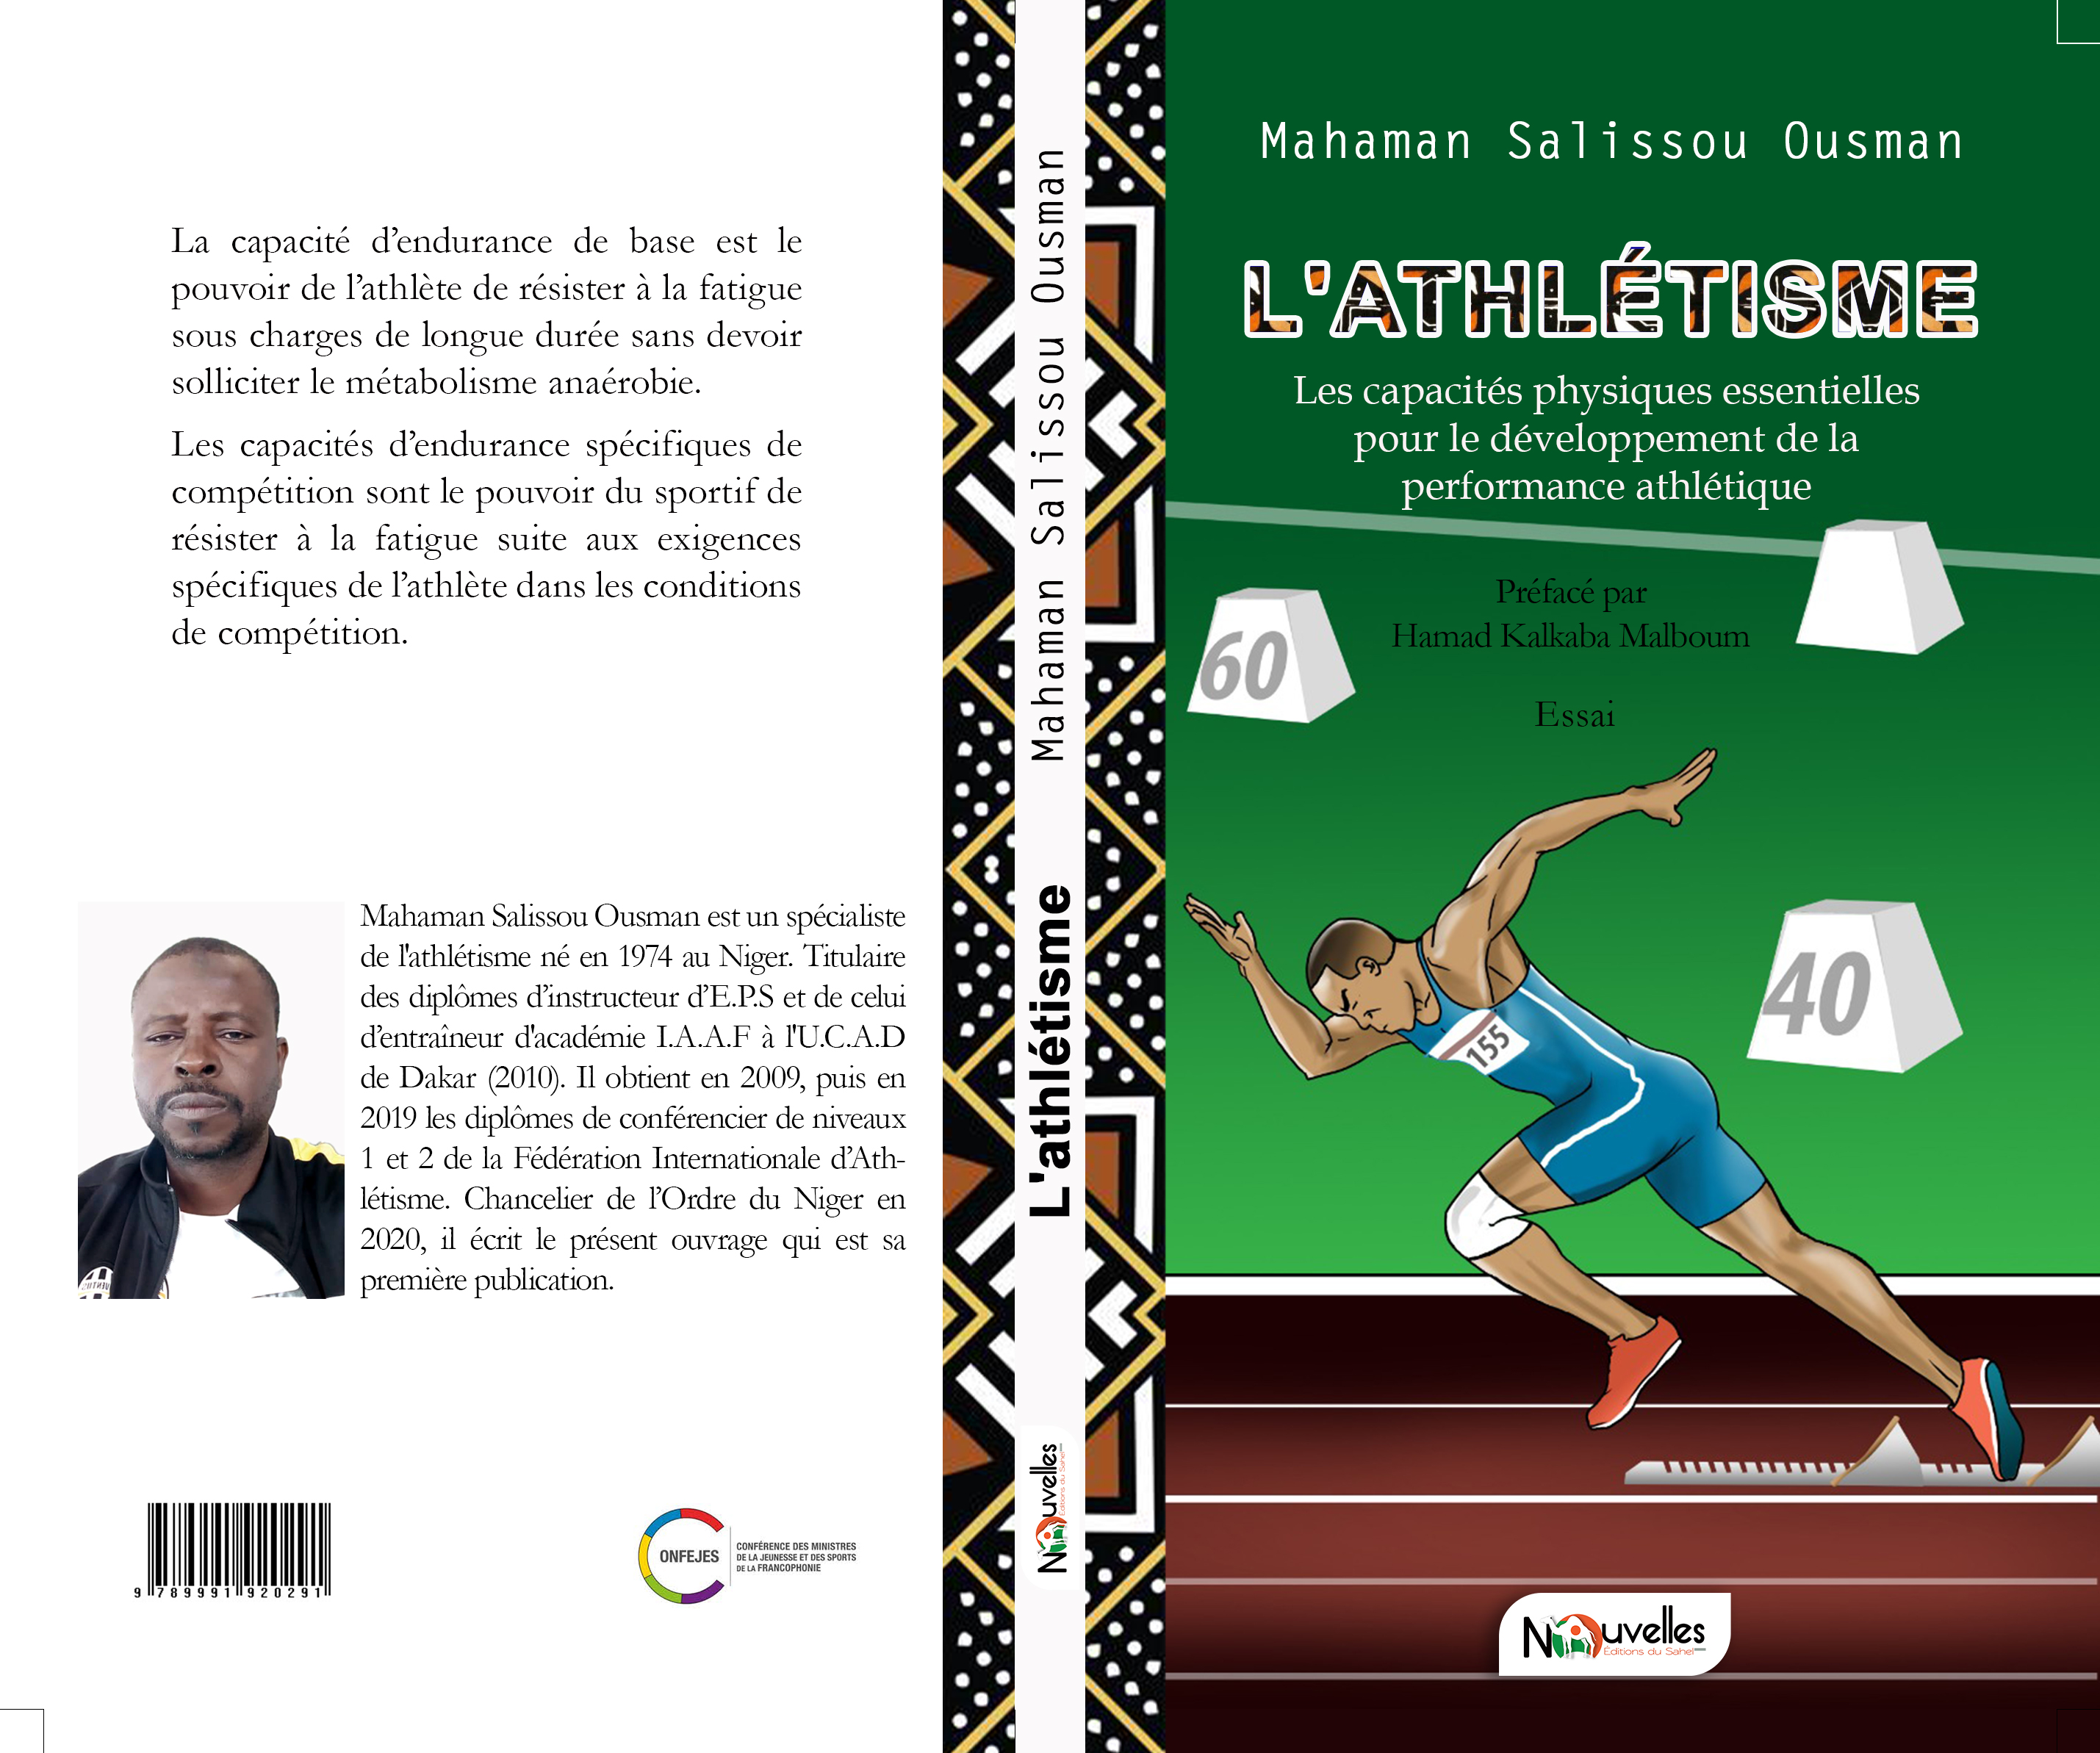 La capacité d’endurance de base est le
pouvoir de l’athlète de résister à la fatigue
sous charges de longue durée sans devoir
solliciter le métabolisme anaérobie.
Les capacités d’endurance spécifiques de
compétition sont le pouvoir du sportif de
résister à la fatigue suite aux exigences
spécifiques de l’athlète dans les conditions
de compétition.
Mahaman Salissou Ousman est un spécialiste
de l'athlétisme né en 1974 au Niger. Titulaire
des diplômes d’instructeur d’E.P.S et de celui
d’entraîneur d'académie I.A.A.F à l'U.C.A.D
de Dakar (2010). Il obtient en 2009, puis en
2019 les diplômes de conférencier de niveaux
1 et 2 de la Fédération Internationale d’Ath-
létisme. Chancelier de l’Ordre du Niger en
2020, il écrit le présent ouvrage qui est sa
première publication.
9 789991 920291
ONFEJES
CONFÉRENCE DES MINISTRES
DE LA JEUNESSE ET DES SPORTS
DE LA FRANCOPHONIE
Mahaman Salissou Ousman
L'athlétisme
Nouvelles
Éditions du Sahel
Mahaman Salissou Ousman
L'ATHLÉTISME
Les capacités physiques essentielles
pour le développement de la
performance athlétique
Préfacé par
Hamad Kalkaba Malboum
Essai
60
40
155
Nouvelles
Éditions du Sahel